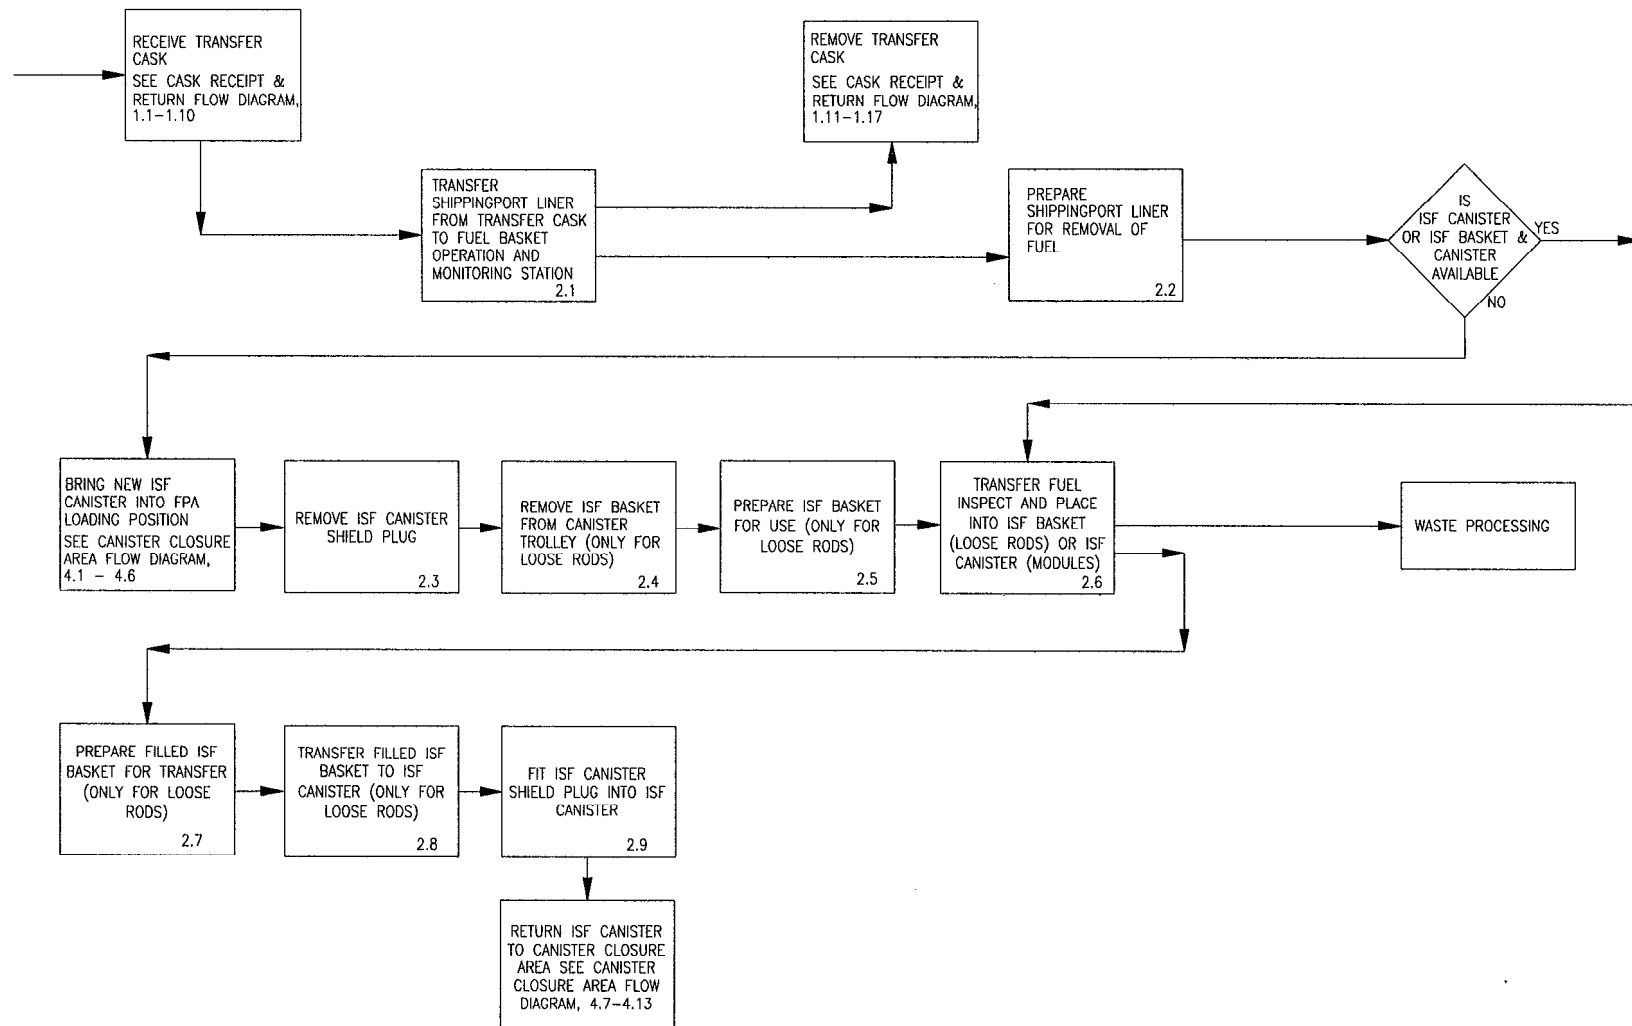 RECEIVE TRANSFER
CASK
SEE CASK RECEIPT &
RETURN FLOW DIAGRAM,
1.1-1.10
REMOVE TRANSFER
CASK
SEE CASK RECEIPT &
RETURN FLOW DIAGRAM,
1.11-1.17
TRANSFER
SHIPPINGPORT LINER
FROM TRANSFER CASK
TO FUEL BASKET
OPERATION AND
MONITORING STATION
2.1
PREPARE
SHIPPINGPORT LINER
FOR REMOVAL OF
FUEL
2.2
IS
ISF CANISTER
OR ISF BASKET &
CANISTER
AVAILABLE
YES
NO
BRING NEW ISF
CANISTER INTO FPA
LOADING POSITION
SEE CANISTER CLOSURE
AREA FLOW DIAGRAM,
4.1 - 4.6
REMOVE ISF CANISTER
SHIELD PLUG
2.3
REMOVE ISF BASKET
FROM CANISTER
TROLLEY (ONLY FOR
LOOSE RODS)
2.4
PREPARE ISF BASKET
FOR USE (ONLY FOR
LOOSE RODS)
2.5
TRANSFER FUEL
INSPECT AND PLACE
INTO ISF BASKET
(LOOSE RODS) OR ISF
CANISTER (MODULES)
2.6
WASTE PROCESSING
PREPARE FILLED ISF
BASKET FOR TRANSFER
(ONLY FOR LOOSE
RODS)
2.7
TRANSFER FILLED ISF
BASKET TO ISF
CANISTER (ONLY FOR
LOOSE RODS)
2.8
FIT ISF CANISTER
SHIELD PLUG INTO ISF
CANISTER
2.9
RETURN ISF CANISTER
TO CANISTER CLOSURE
AREA SEE CANISTER
CLOSURE AREA FLOW
DIAGRAM, 4.7-4.13